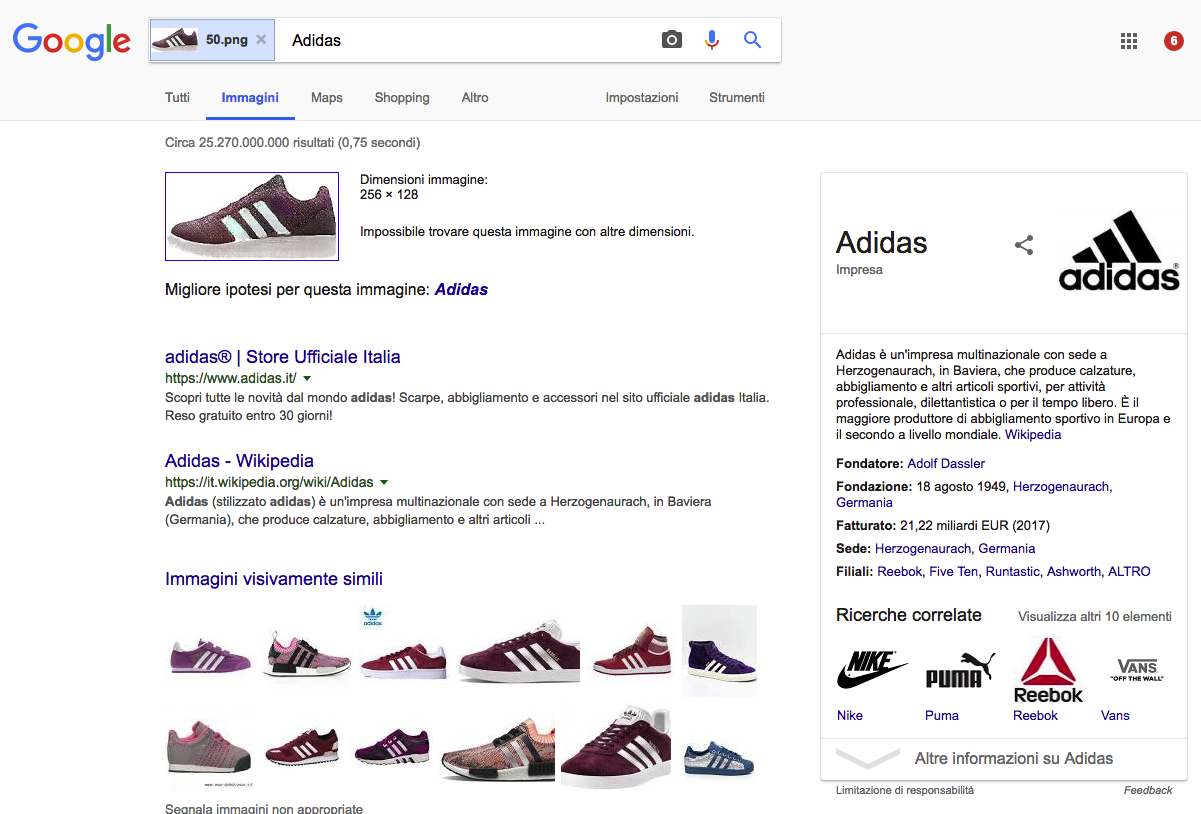 Google
50.png ×
Adidas
6
Tutti
Immagini
Maps
Shopping
Altro
Impostazioni
Strumenti
Circa 25.270.000.000 risultati (0,75 secondi)
Dimensioni immagine:
256 × 128
Impossibile trovare questa immagine con altre dimensioni.
Migliore ipotesi per questa immagine: Adidas
adidas® | Store Ufficiale Italia
https://www.adidas.it/
Scopri tutte le novità dal mondo adidas! Scarpe, abbigliamento e accessori nel sito ufficiale adidas Italia.
Reso gratuito entro 30 giorni!
Adidas - Wikipedia
https://it.wikipedia.org/wiki/Adidas
Adidas (stilizzato adidas) è un'impresa multinazionale con sede a Herzogenaurach, in Baviera
(Germania), che produce calzature, abbigliamento e altri articoli ...
Immagini visivamente simili
adidas
Segnala immagini non appropriate
Adidas
Impresa
adidas®
Adidas è un'impresa multinazionale con sede a
Herzogenaurach, in Baviera, che produce calzature,
abbigliamento e altri articoli sportivi, per attività
professionale, dilettantistica o per il tempo libero. È il
maggiore produttore di abbigliamento sportivo in Europa e
il secondo a livello mondiale. Wikipedia
Fondatore: Adolf Dassler
Fondazione: 18 agosto 1949, Herzogenaurach,
Germania
Fatturato: 21,22 miliardi EUR (2017)
Sede: Herzogenaurach, Germania
Filiali: Reebok, Five Ten, Runtastic, Ashworth, ALTRO
Ricerche correlate
Visualizza altri 10 elementi
NIKE
PUMA
Reebok
VANS
"OFF THE WALL"
Nike
Puma
Reebok
Vans
Altre informazioni su Adidas
Limitazione di responsabilità
Feedback